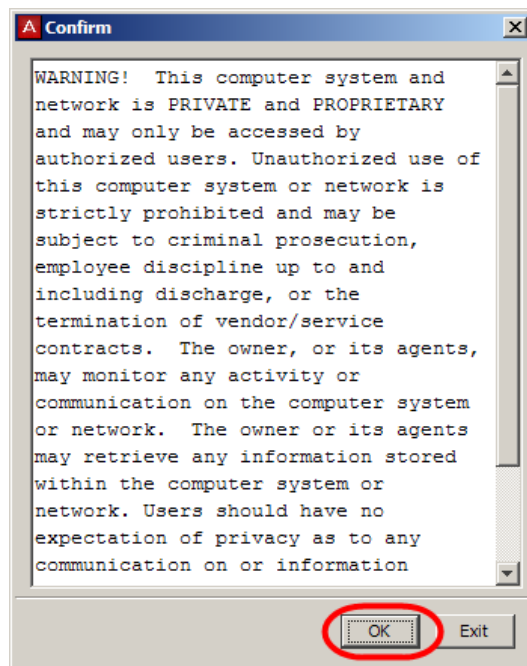 A Confirm
WARNING!  This computer system and
network is PRIVATE and PROPRIETARY
and may only be accessed by
authorized users. Unauthorized use of
this computer system or network is
strictly prohibited and may be
subject to criminal prosecution,
employee discipline up to and
including discharge, or the
termination of vendor/service
contracts.  The owner, or its agents,
may monitor any activity or
communication on the computer system
or network.  The owner or its agents
may retrieve any information stored
within the computer system or
network. Users should have no
expectation of privacy as to any
communication on or information
OK Exit